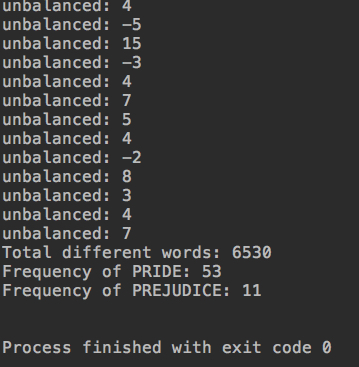 unbalanced: 4
unbalanced: -5
unbalanced: 15
unbalanced: -3
unbalanced: 4
unbalanced: 7
unbalanced: 5
unbalanced: 4
unbalanced: -2
unbalanced: 8
unbalanced: 3
unbalanced: 4
unbalanced: 7
Total different words: 6530
Frequency of PRIDE: 53
Frequency of PREJUDICE: 11
Process finished with exit code 0